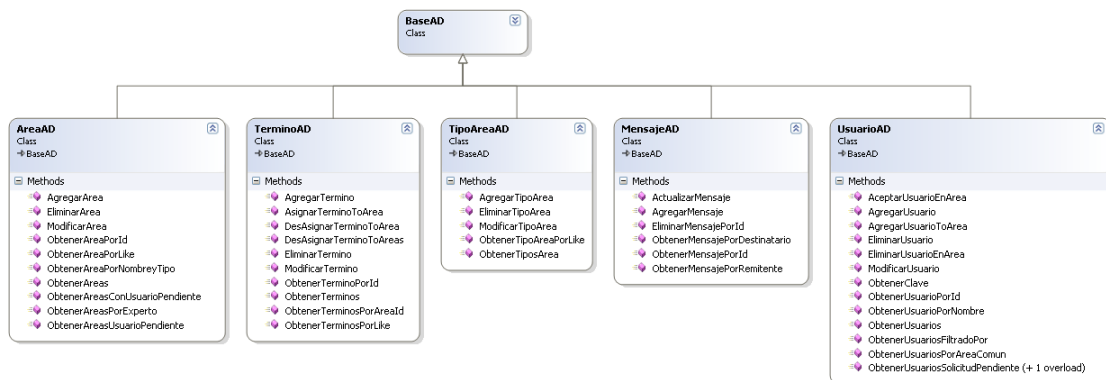 BaseAD
Class
AreaAD
Class
BaseAD
Methods
AgregarArea
EliminarArea
ModificarArea
ObtenerAreaPorId
ObtenerAreaPorLike
ObtenerAreaPorNombreyTipo
ObtenerAreas
ObtenerAreasConUsuarioPendiente
ObtenerAreasPorExperto
ObtenerAreasUsuarioPendiente
TerminoAD
Class
BaseAD
Methods
AgregarTermino
AsignarTerminoToArea
DesAsignarTerminoToArea
DesAsignarTerminoToAreas
EliminarTermino
ModificarTermino
ObtenerTerminoPorId
ObtenerTerminos
ObtenerTerminosPorAreaId
ObtenerTerminosPorLike
TipoAreaAD
Class
BaseAD
Methods
AgregarTipoArea
EliminarTipoArea
ModificarTipoArea
ObtenerTipoAreaPorLike
ObtenerTiposArea
MensajeAD
Class
BaseAD
Methods
ActualizarMensaje
AgregarMensaje
EliminarMensajePorId
ObtenerMensajePorDestinatario
ObtenerMensajePorId
ObtenerMensajePorRemitente
UsuarioAD
Class
BaseAD
Methods
AceptarUsuarioEnArea
AgregarUsuario
AgregarUsuarioToArea
EliminarUsuario
EliminarUsuarioEnArea
ModificarUsuario
ObtenerClave
ObtenerUsuarioPorId
ObtenerUsuarioPorNombre
ObtenerUsuarios
ObtenerUsuariosFiltradoPor
ObtenerUsuariosPorAreaComun
ObtenerUsuariosSolicitudPendiente (+ 1 overload)